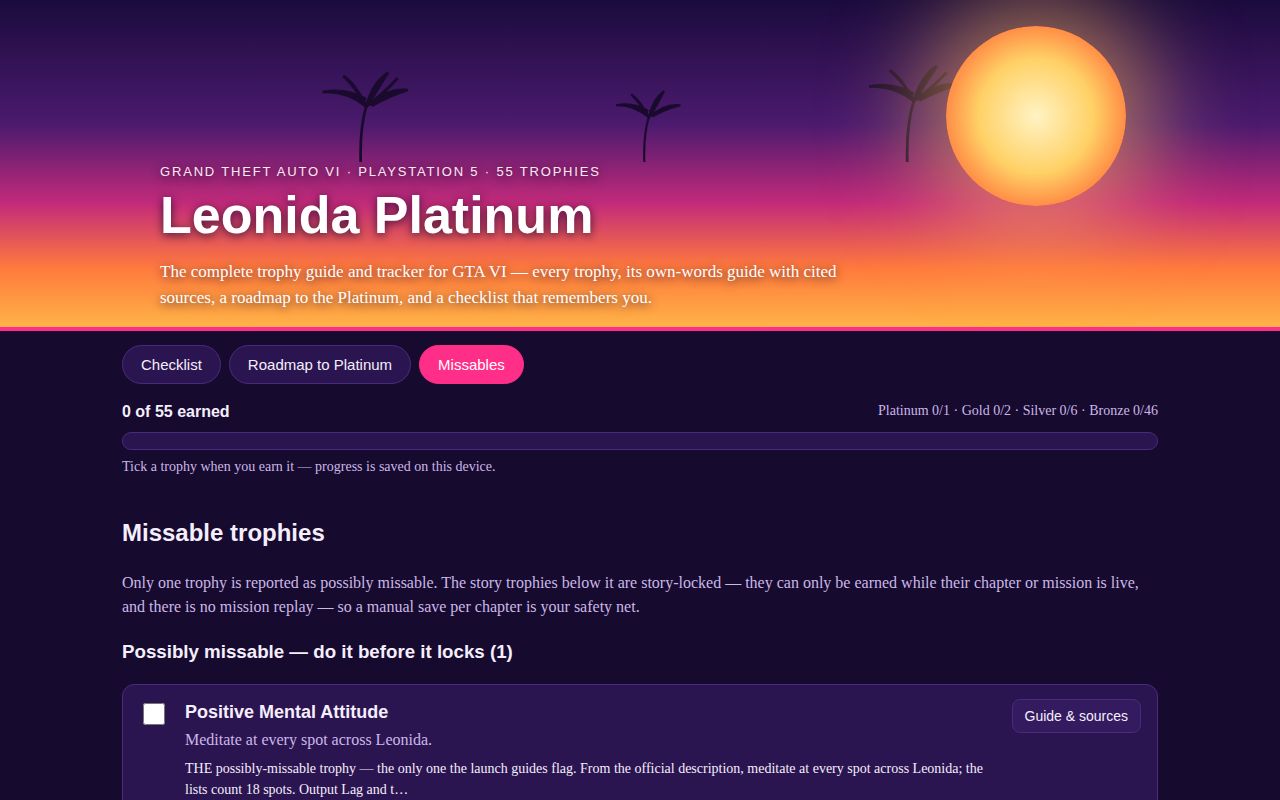 GRAND THEFT AUTO VI · PLAYSTATION 5 · 55 TROPHIES
Leonida Platinum
The complete trophy guide and tracker for GTA VI — every trophy, its own-words guide with cited
sources, a roadmap to the Platinum, and a checklist that remembers you.
Checklist
Roadmap to Platinum
Missables
0 of 55 earned
Platinum 0/1 · Gold 0/2 · Silver 0/6 · Bronze 0/46
Tick a trophy when you earn it — progress is saved on this device.
Missable trophies
Only one trophy is reported as possibly missable. The story trophies below it are story-locked — they can only be earned while their chapter or mission is live,
and there is no mission replay — so a manual save per chapter is your safety net.
Possibly missable — do it before it locks (1)
Positive Mental Attitude
Guide & sources
Meditate at every spot across Leonida.
THE possibly-missable trophy — the only one the launch guides flag. From the official description, meditate at every spot across Leonida; the
lists count 18 spots. Output Lag and t…